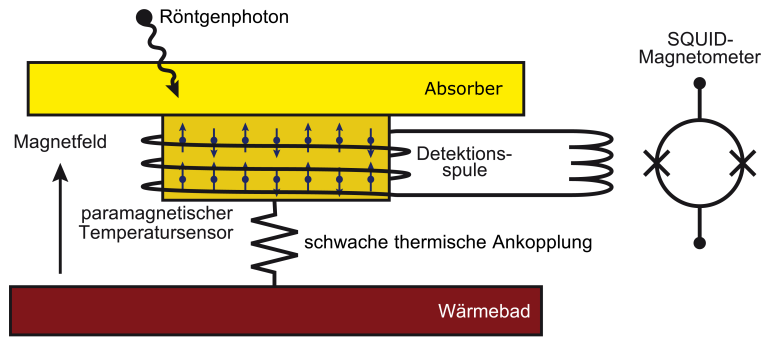 Röntgenphoton
SQUID-
Magnetometer
Absorber
Magnetfeld
Detektions-
spule
paramagnetischer
Temperatursensor
schwache thermische Ankopplung
Wärmebad